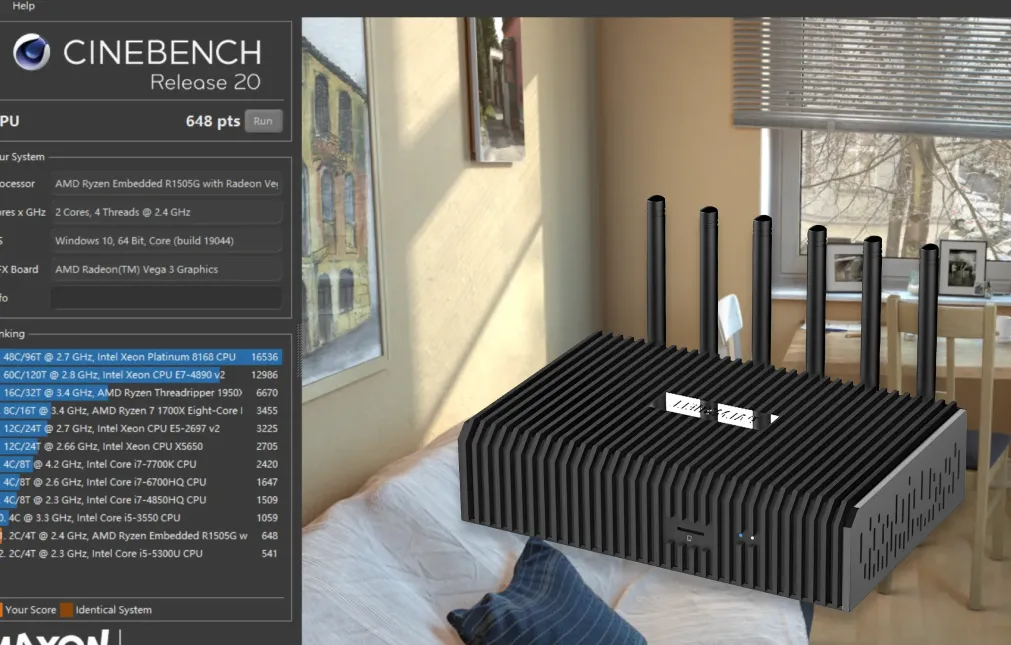 Help
CINEBENCH
Release 20
PU 648 pts Run
ur System
ocessor AMD Ryzen Embedded R1505G with Radeon Veg
res x GHz 2 Cores, 4 Threads @ 2.4 GHz
S Windows 10, 64 Bit, Core (build 19044)
FX Board AMD Radeon(TM) Vega 3 Graphics
fo
nking
48C/96T @ 2.7 GHz, Intel Xeon Platinum 8168 CPU 16536
60C/120T @ 2.8 GHz, Intel Xeon CPU E7-4890 v2 12986
16C/32T @ 3.4 GHz, AMD Ryzen Threadripper 1950X 6670
8C/16T @ 3.4 GHz, AMD Ryzen 7 1700X Eight-Core 3455
12C/24T @ 2.7 GHz, Intel Xeon CPU E5-2697 v2 3225
12C/24T @ 2.66 GHz, Intel Xeon CPU X5650 2705
4C/8T @ 4.2 GHz, Intel Core i7-7700K CPU 2420
4C/8T @ 2.6 GHz, Intel Core i7-6700HQ CPU 1647
4C/8T @ 2.3 GHz, Intel Core i7-4850HQ CPU 1509
0. 4C @ 3.3 GHz, Intel Core i5-3550 CPU 1059
1. 2C/4T @ 2.4 GHz, AMD Ryzen Embedded R1505G w 648
2. 2C/4T @ 2.3 GHz, Intel Core i5-5300U CPU 541
Your Score Identical System
MAXON